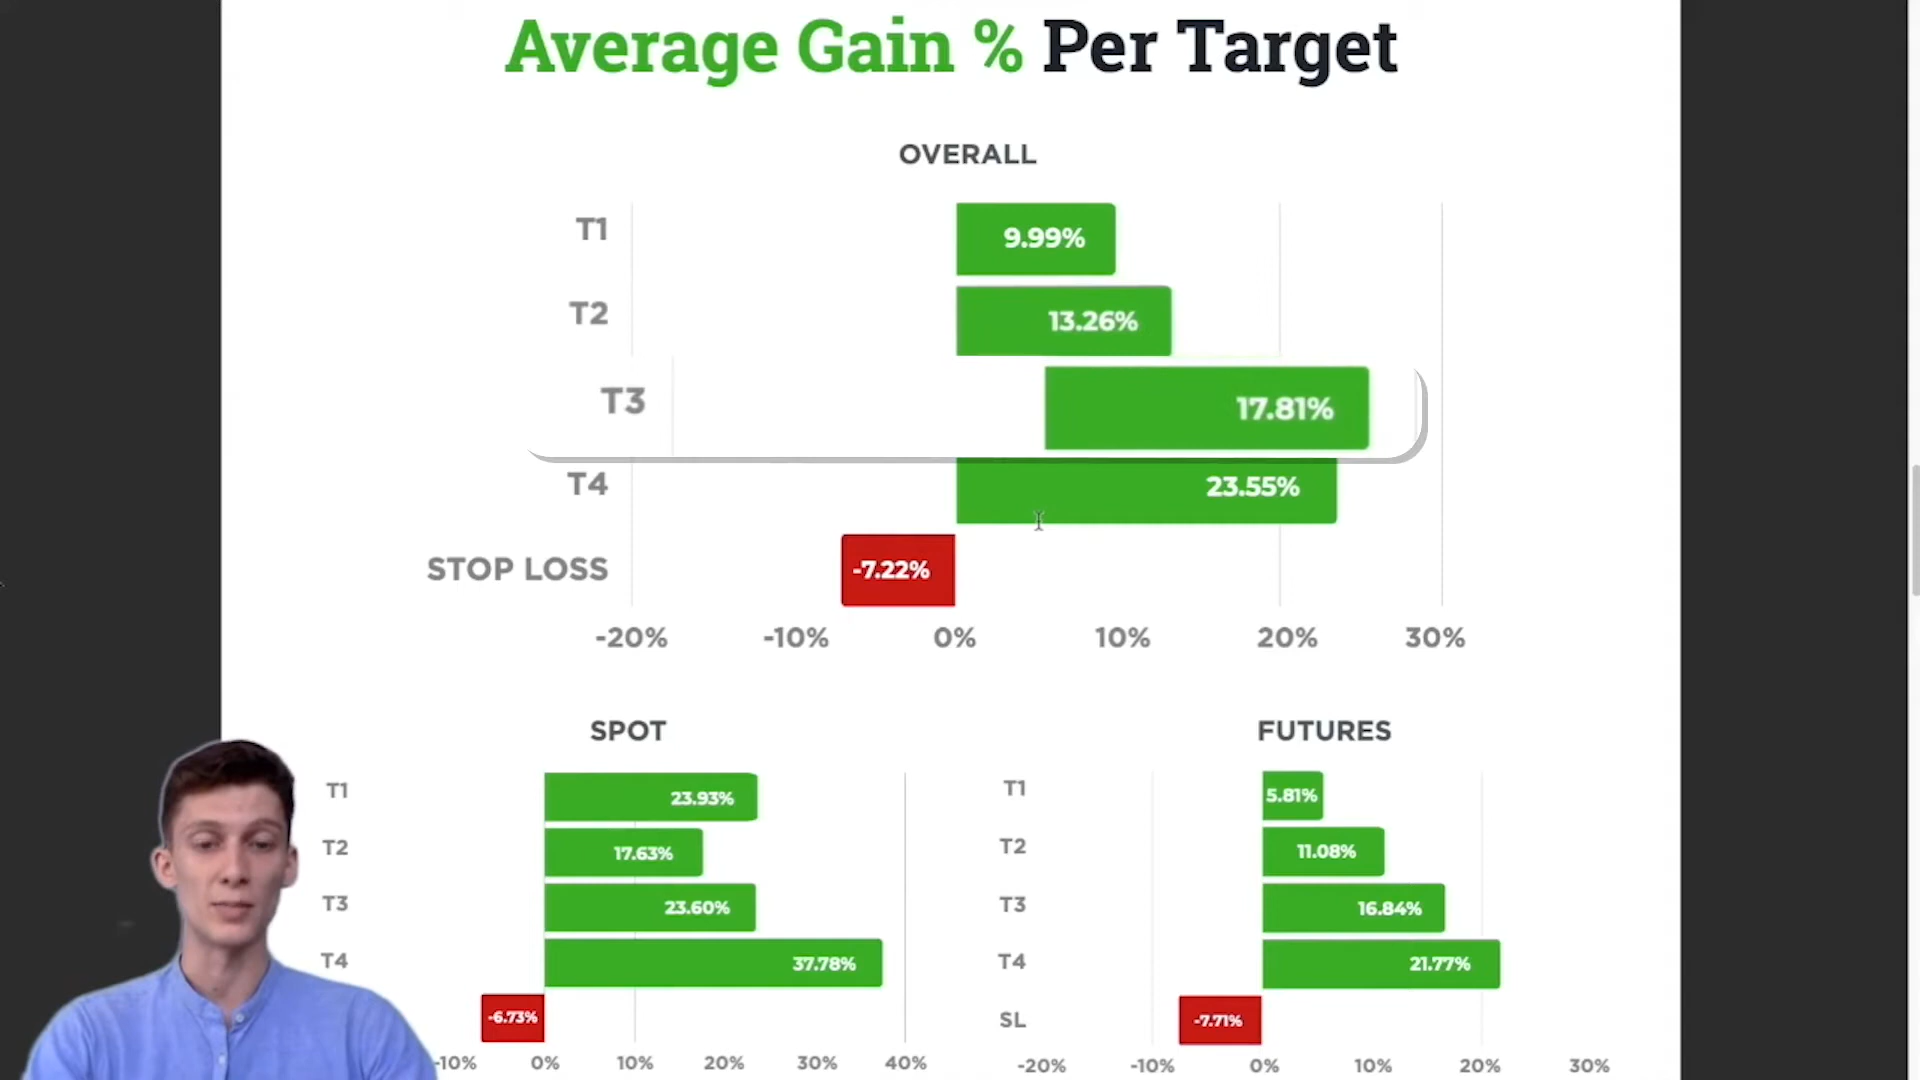 Average Gain % Per Target
OVERALL
T1
9.99%
T2
13.26%
T3
17.81%
T4
23.55%
STOP LOSS
-7.22%
-20% -10% 0% 10% 20% 30%
SPOT
T1
23.93%
T2
17.63%
T3
23.60%
T4
37.78%
-6.73%
-10% 0% 10% 20% 30% 40%
FUTURES
T1
5.81%
T2
11.08%
T3
16.84%
T4
21.77%
SL
-7.71%
-20% -10% 0% 10% 20% 30%